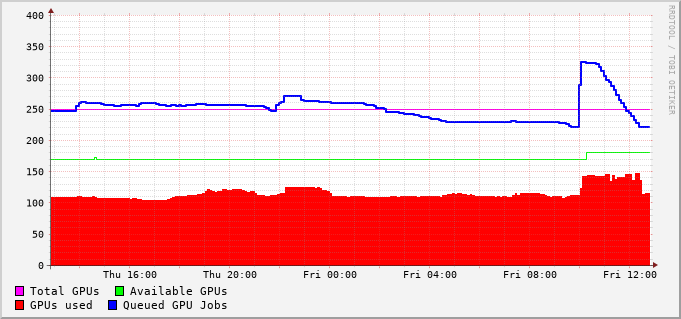 400
350
300
250
200
150
100
50
0
Thu 16:00 Thu 20:00 Fri 00:00 Fri 04:00 Fri 08:00 Fri 12:00
Total GPUs Available GPUs
GPUs used Queued GPU Jobs
RRDTOOL / TOBI OETIKER